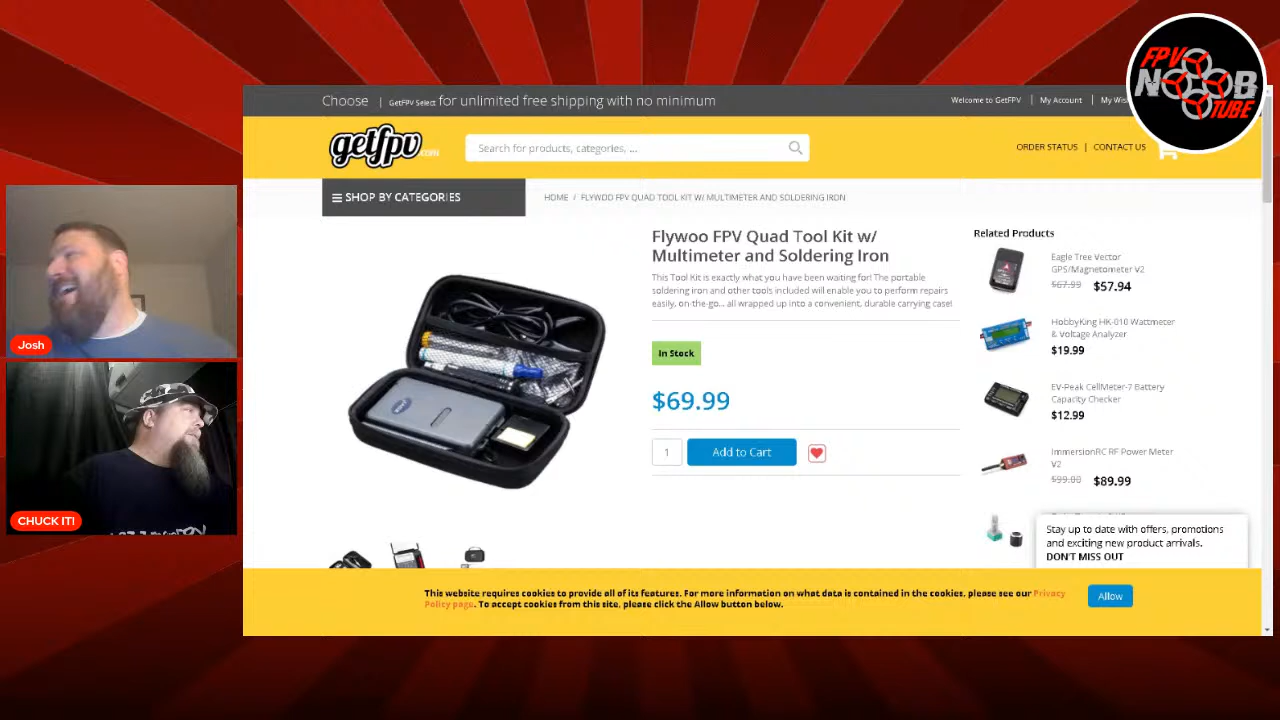 FPV
NOOB
TUBE
Choose | GetFPV Select for unlimited free shipping with no minimum
Welcome to GetFPV | My Account | My Wish
getfpv.com
Search for products, categories, ...
ORDER STATUS | CONTACT US
SHOP BY CATEGORIES
HOME / FLYWOO FPV QUAD TOOL KIT W/ MULTIMETER AND SOLDERING IRON
Flywoo FPV Quad Tool Kit w/
Multimeter and Soldering Iron
This Tool Kit is exactly what you have been waiting for! The portable
soldering iron and other tools included will enable you to perform repairs
easily, on-the-go... all wrapped up into a convenient, durable carrying case!
In Stock
$69.99
1
Add to Cart
Related Products
Eagle Tree Vector
GPS/Magnetometer V2
$67.99 $57.94
HobbyKing HK-010 Wattmeter
& Voltage Analyzer
$19.99
EV-Peak CellMeter-7 Battery
Capacity Checker
$12.99
ImmersionRC RF Power Meter
V2
$99.00 $89.99
Stay up to date with offers, promotions
and exciting new product arrivals.
DON'T MISS OUT
This website requires cookies to provide all of its features. For more information on what data is contained in the cookies, please see our Privacy
Policy page. To accept cookies from this site, please click the Allow button below.
Allow
Josh
CHUCK IT!